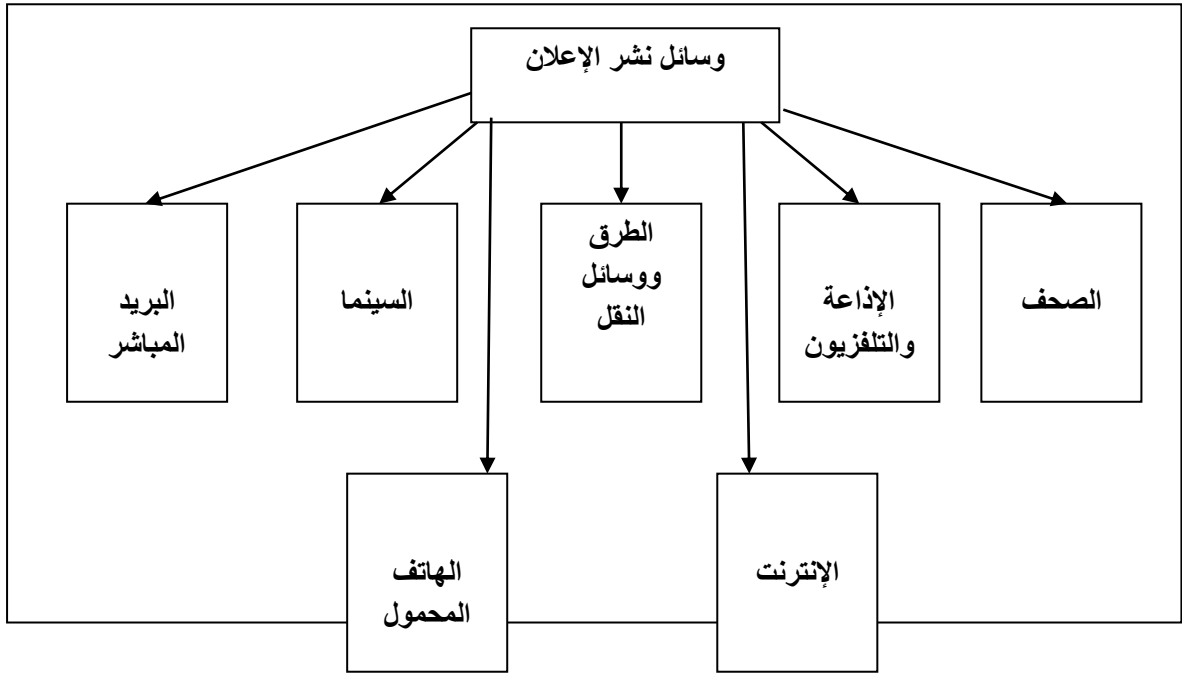 وسائل نشر الإعلان
الصحف
الإذاعة
والتلفزيون
الطرق
ووسائل
النقل
السينما
البريد
المباشر
الإنترنت
الهاتف
المحمول